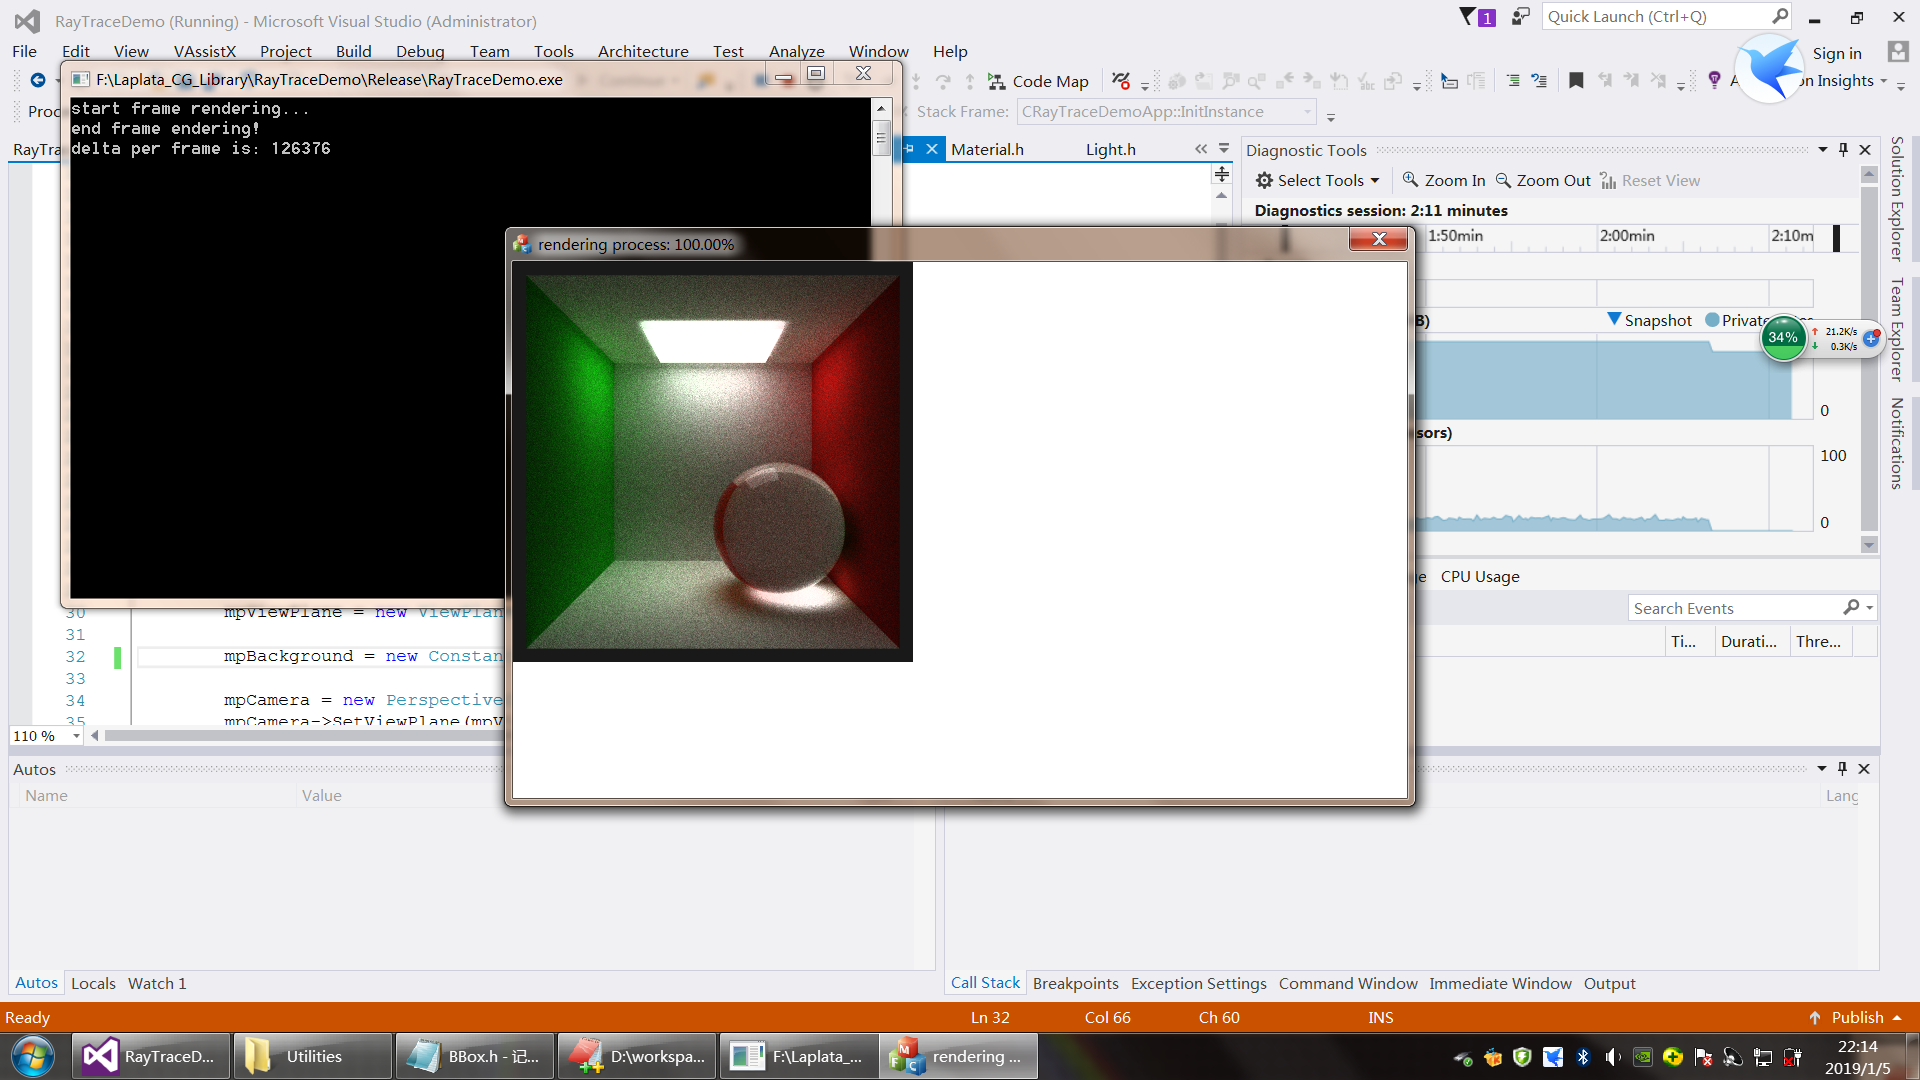 RayTraceDemo (Running) - Microsoft Visual Studio (Administrator)
1
Quick Launch (Ctrl+Q)
File Edit View VAssistX Project Build Debug Team Tools Architecture Test Analyze Window Help
Sign in
F:\Laplata_CG_Library\RayTraceDemo\Release\RayTraceDemo.exe
Code Map
on Insights
Proc
Stack Frame: CRayTraceDemoApp::InitInstance
start frame rendering...
end frame endering!
delta per frame is: 126376
RayTra
Material.h Light.h
Diagnostic Tools
Select Tools Zoom In Zoom Out Reset View
Diagnostics session: 2:11 minutes
1:50min 2:00min 2:10m
rendering process: 100.00%
Snapshot
34%
21.2K/s
0.3K/s
0
sors)
100
0
CPU Usage
Search Events
Ti... Durati... Thre...
Solution Explorer
Team Explorer
Notifications
30 mpViewPlane = new ViewPlan
31
32 mpBackground = new Constan
33
34 mpCamera = new Perspective
35 mpCamera->SetViewPlane(mpV
110 %
Autos
Name Value
Lang
Autos Locals Watch 1
Call Stack Breakpoints Exception Settings Command Window Immediate Window Output
Ready Ln 32 Col 66 Ch 60 INS Publish
RayTraceD... Utilities BBox.h - 记... D:\workspa... F:\Laplata_... rendering ...
22:14
2019/1/5